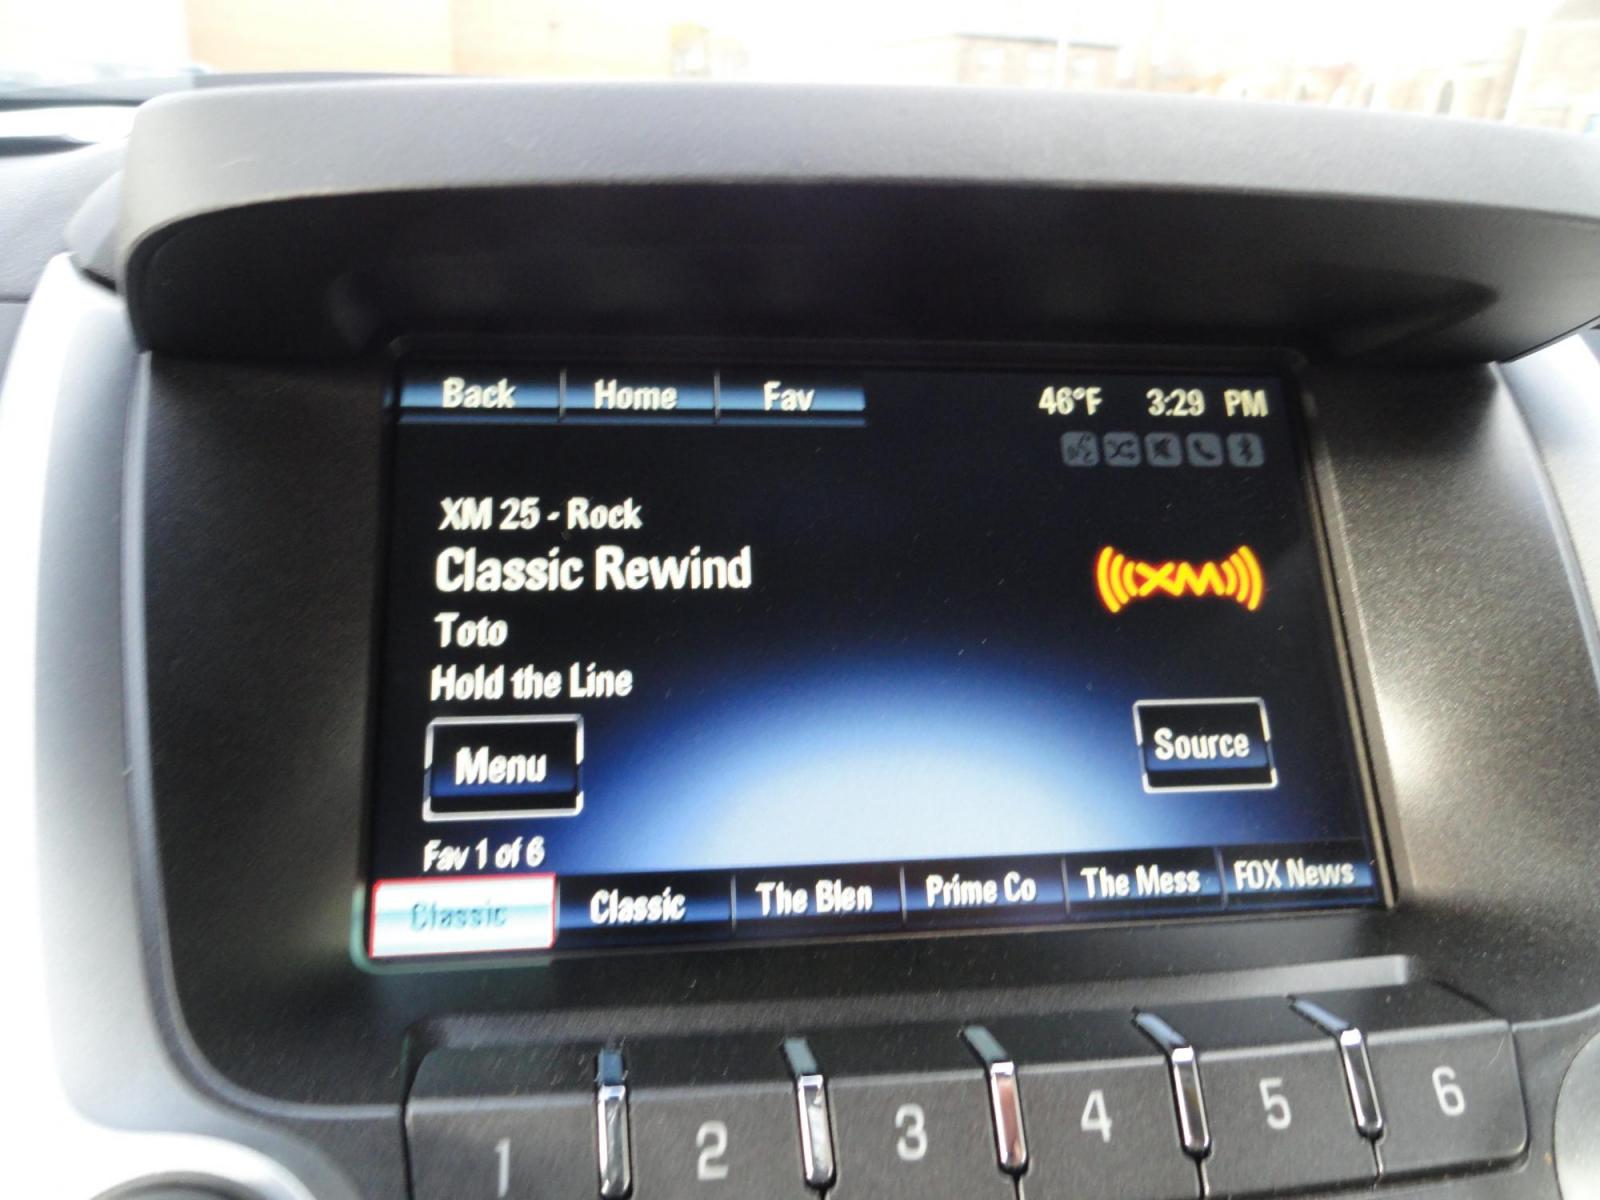 Back Home Fav 46°F 3:29 PM
XM 25 - Rock
Classic Rewind
XM
Toto
Hold the Line
Menu
Source
Fav 1 of 6
Classic Classic The Blen Prime Co The Mess FOX News
1 2 3 4 5 6